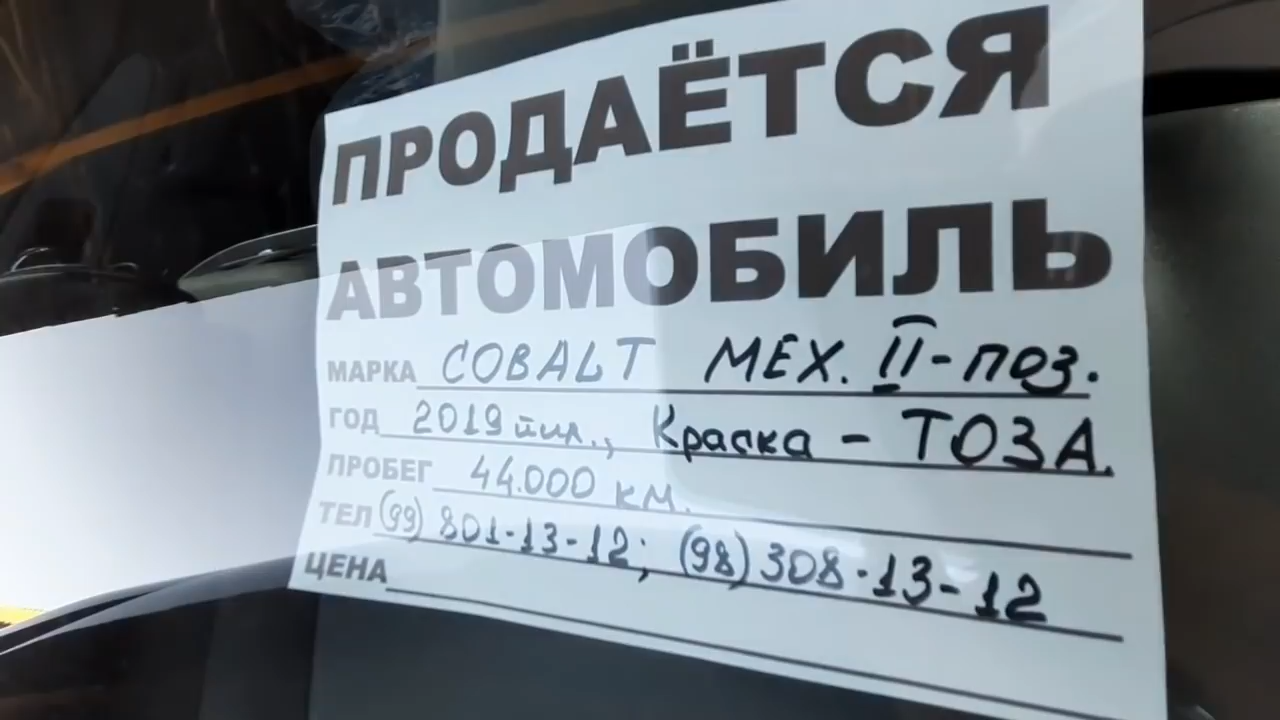 ПРОДАЁТСЯ
АВТОМОБИЛЬ
МАРКА COBALT МЕХ. II-ПОЗ.
ГОД 2019 йил., Краска - ТОЗА.
ПРОБЕГ 44.000 КМ.
ТЕЛ (99) 801-13-12; (98) 308-13-12
ЦЕНА